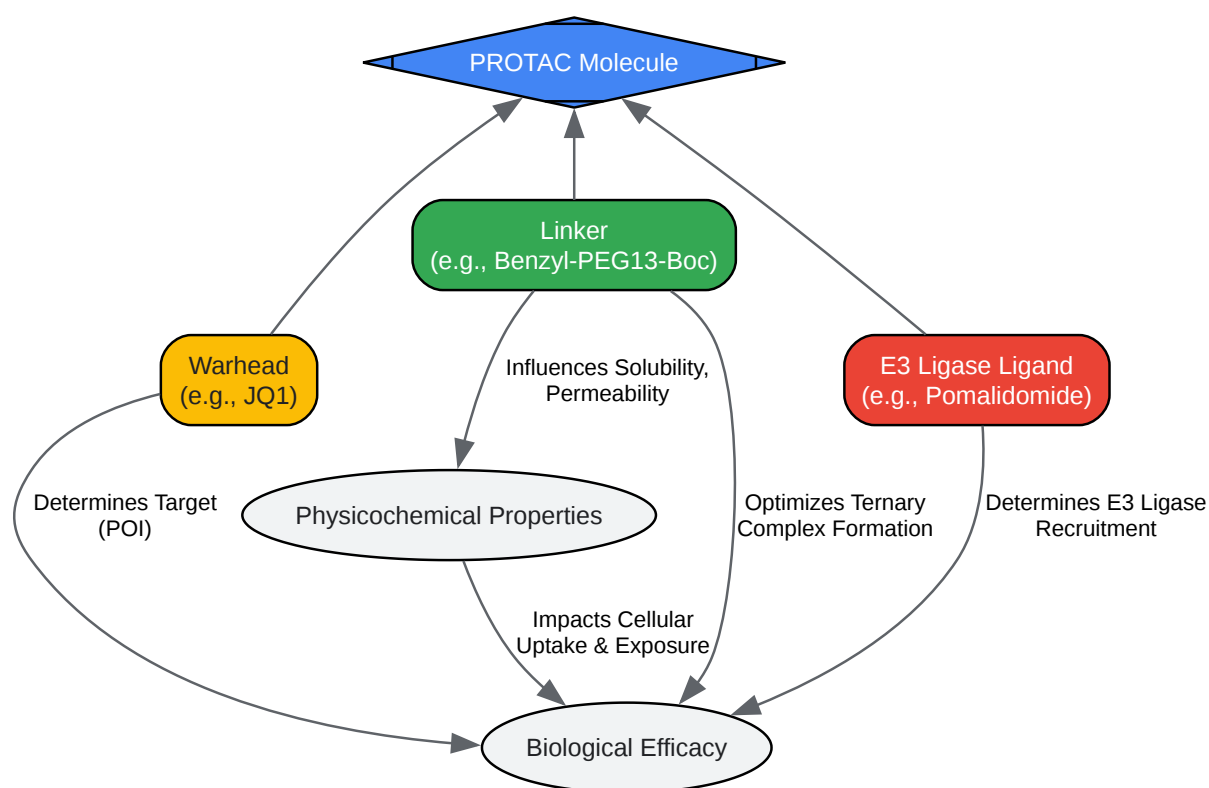 PROTAC Molecule
Linker
(e.g., Benzyl-PEG13-Boc)
Warhead
(e.g., JQ1)
E3 Ligase Ligand
(e.g., Pomalidomide)
Influences Solubility,
Permeability
Determines Target
(POI)
Physicochemical Properties
Optimizes Ternary
Complex Formation
Determines E3 Ligase
Recruitment
Impacts Cellular
Uptake & Exposure
Biological Efficacy